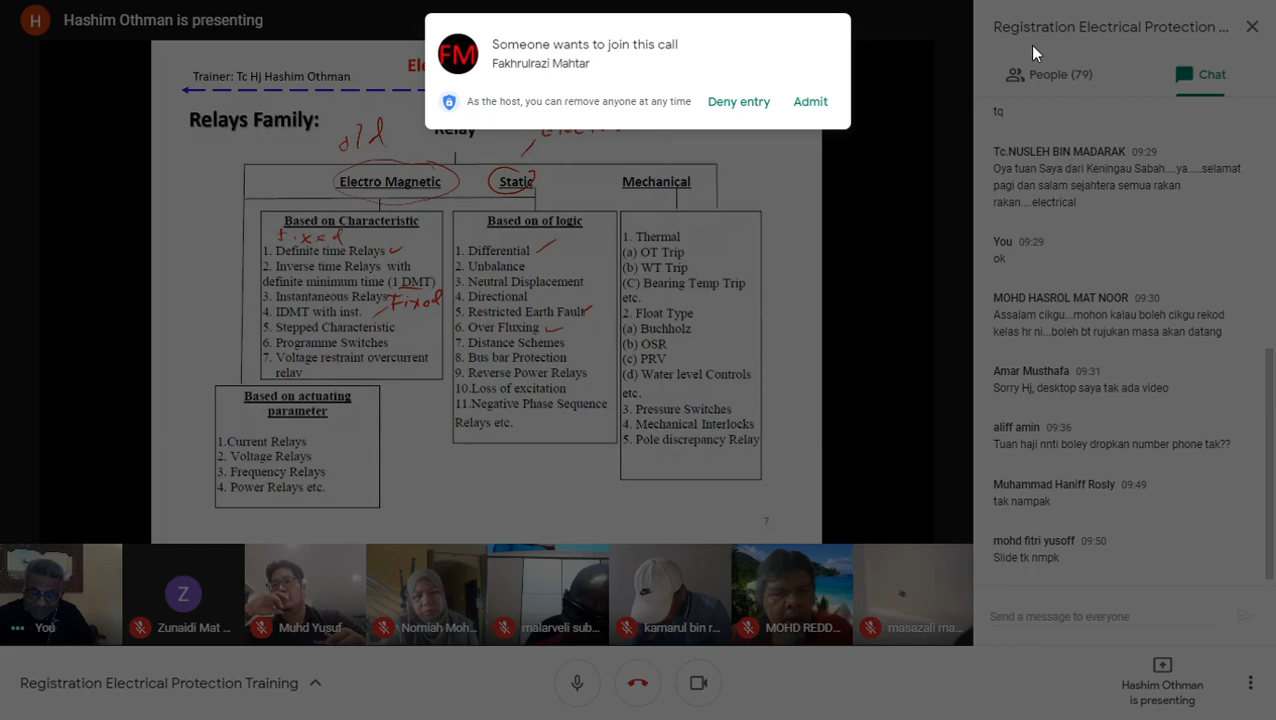 H Hashim Othman is presenting
Someone wants to join this call
FM
Fakhrulrazi Mahtar
As the host, you can remove anyone at any time
Deny entry
Admit
Trainer: Tc Hj Hashim Othman
Relays Family:
old
Relay
Electro Magnetic
Static
Mechanical
Based on Characteristic
fixed
1. Definite time Relays
2. Inverse time Relays with
definite minimum time (1 DMT)
3. Instantaneous Relays
Fixed
4. IDMT with inst.
5. Stepped Characteristic
6. Programme Switches
7. Voltage restraint overcurrent
relay
Based on of logic
1. Differential
2. Unbalance
3. Neutral Displacement
4. Directional
5. Restricted Earth Fault
6. Over Fluxing
7. Distance Schemes
8. Bus bar Protection
9. Reverse Power Relays
10.Loss of excitation
11.Negative Phase Sequence
Relays etc.
1. Thermal
(a) OT Trip
(b) WT Trip
(C) Bearing Temp Trip
etc.
2. Float Type
(a) Buchholz
(b) OSR
(c) PRV
(d) Water level Controls
etc.
3. Pressure Switches
4. Mechanical Interlocks
5. Pole discrepancy Relay
Based on actuating
parameter
1.Current Relays
2. Voltage Relays
3. Frequency Relays
4. Power Relays etc.
7
Registration Electrical Protection ...
People (79)
Chat
tq
Tc.NUSLEH BIN MADARAK 09:29
Oya tuan Saya dari Keningau Sabah....ya.....selamat
pagi dan salam sejahtera semua rakan
rakan....electrical
You 09:29
ok
MOHD HASROL MAT NOOR 09:30
Assalam cikgu...mohon kalau boleh cikgu rekod
kelas hr ni...boleh bt rujukan masa akan datang
Amar Musthafa 09:31
Sorry Hj, desktop saya tak ada video
aliff amin 09:36
Tuan haji nnti boley dropkan number phone tak??
Muhammad Haniff Rosly 09:49
tak nampak
mohd fitri yusoff 09:50
Slide tk nmpk
Send a message to everyone
You
Z
Zunaidi Mat ...
Muhd Yusuf
Normiah Moh...
malarveli sub...
kamarul bin r...
MOHD REDD...
masazali ma...
Registration Electrical Protection Training
Hashim Othman
is presenting